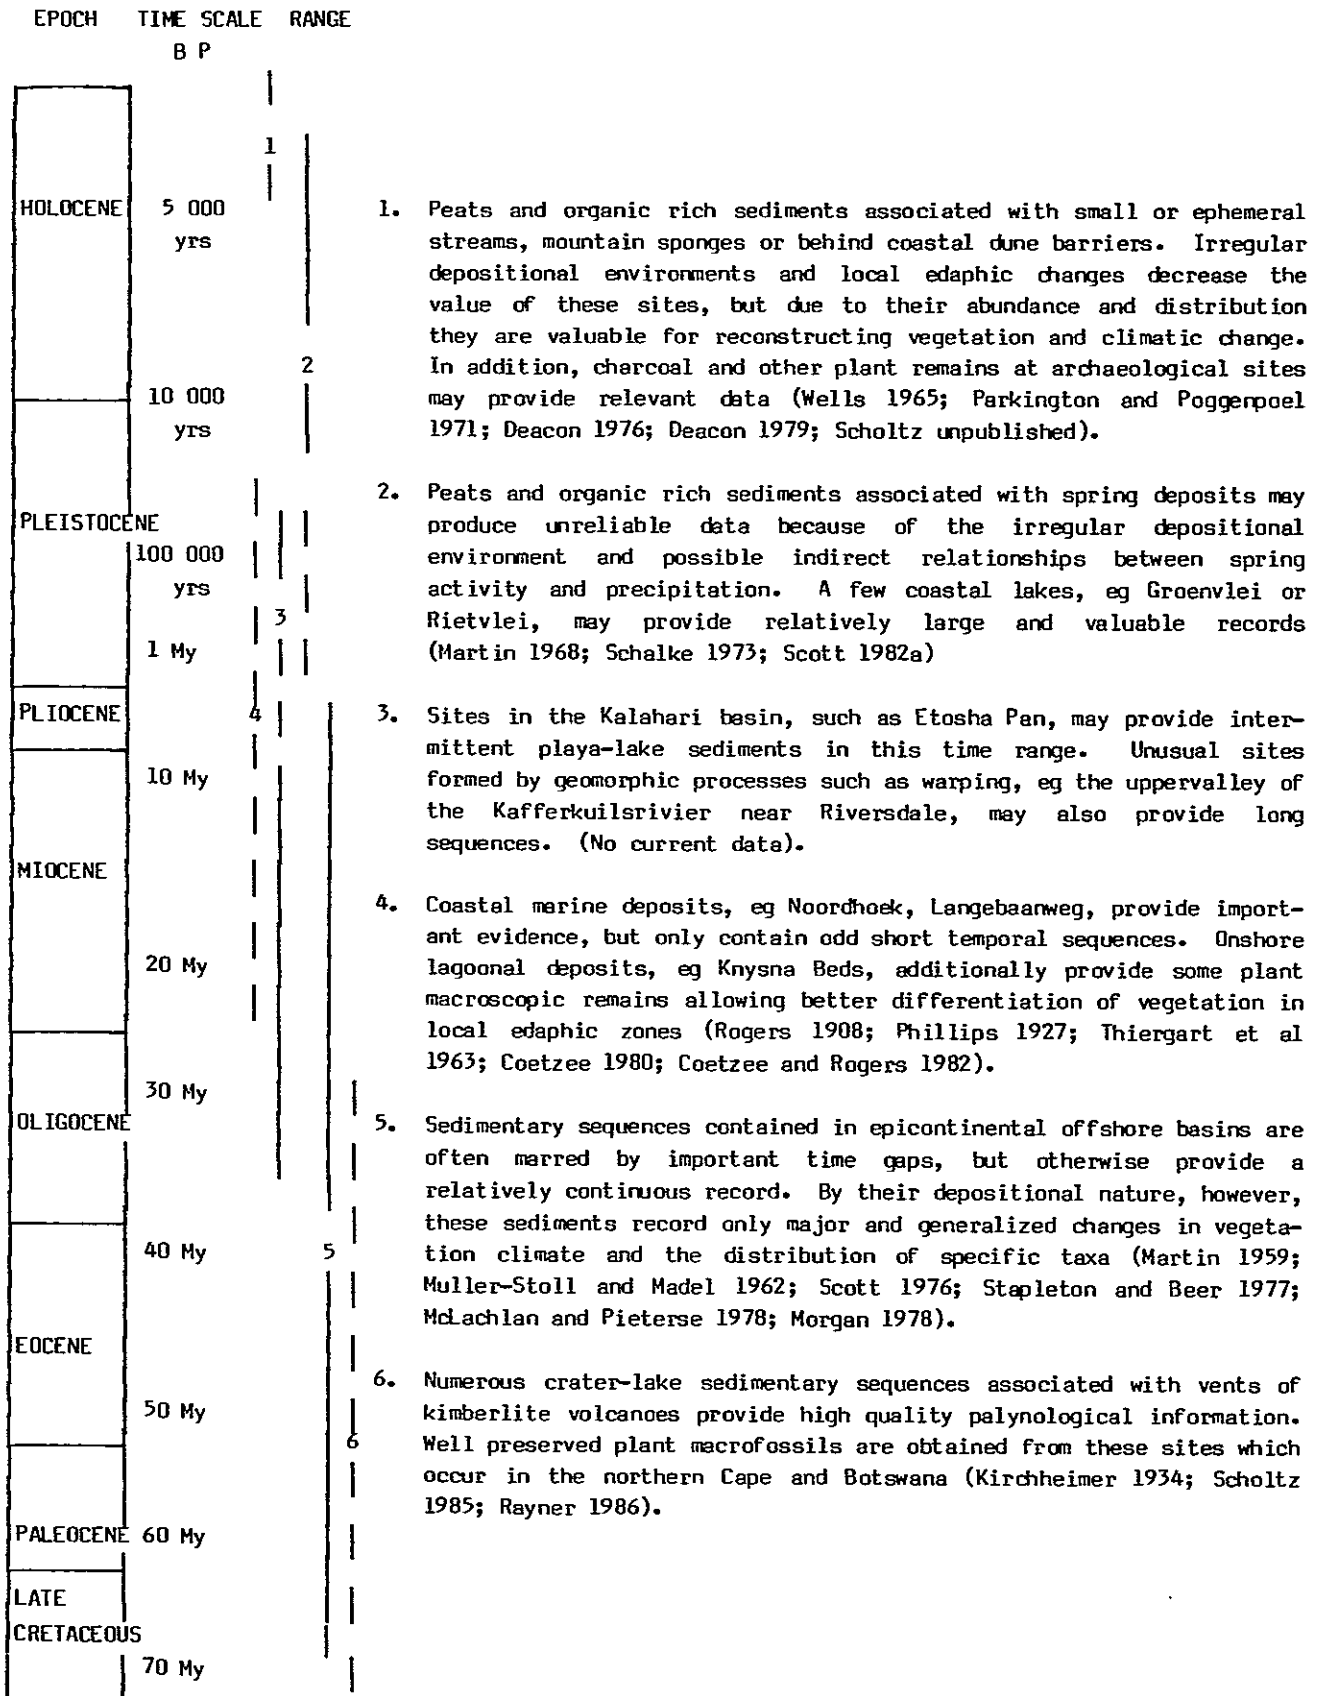 EPOCH TIME SCALE RANGE
B P
1
HOLOCENE 5 000
yrs
2
10 000
yrs
PLEISTOCENE
100 000
yrs
3
1 My
PLIOCENE 4
10 My
MIOCENE
20 My
30 My
OLIGOCENE
40 My 5
EOCENE
50 My
6
PALEOCENE 60 My
LATE
CRETACEOUS
70 My
1. Peats and organic rich sediments associated with small or ephemeral
streams, mountain sponges or behind coastal dune barriers. Irregular
depositional environments and local edaphic changes decrease the
value of these sites, but due to their abundance and distribution
they are valuable for reconstructing vegetation and climatic change.
In addition, charcoal and other plant remains at archaeological sites
may provide relevant data (Wells 1965; Parkington and Poggenpoel
1971; Deacon 1976; Deacon 1979; Scholtz unpublished).
2. Peats and organic rich sediments associated with spring deposits may
produce unreliable data because of the irregular depositional
environment and possible indirect relationships between spring
activity and precipitation. A few coastal lakes, eg Groenvlei or
Rietvlei, may provide relatively large and valuable records
(Martin 1968; Schalke 1973; Scott 1982a)
3. Sites in the Kalahari basin, such as Etosha Pan, may provide inter-
mittent playa-lake sediments in this time range. Unusual sites
formed by geomorphic processes such as warping, eg the uppervalley of
the Kafferkuilsrivier near Riversdale, may also provide long
sequences. (No current data).
4. Coastal marine deposits, eg Noordhoek, Langebaanweg, provide import-
ant evidence, but only contain odd short temporal sequences. Onshore
lagoonal deposits, eg Knysna Beds, additionally provide some plant
macroscopic remains allowing better differentiation of vegetation in
local edaphic zones (Rogers 1908; Phillips 1927; Thiergart et al
1963; Coetzee 1980; Coetzee and Rogers 1982).
5. Sedimentary sequences contained in epicontinental offshore basins are
often marred by important time gaps, but otherwise provide a
relatively continuous record. By their depositional nature, however,
these sediments record only major and generalized changes in vegeta-
tion climate and the distribution of specific taxa (Martin 1959;
Muller-Stoll and Madel 1962; Scott 1976; Stapleton and Beer 1977;
McLachlan and Pieterse 1978; Morgan 1978).
6. Numerous crater-lake sedimentary sequences associated with vents of
kimberlite volcanoes provide high quality palynological information.
Well preserved plant macrofossils are obtained from these sites which
occur in the northern Cape and Botswana (Kirchheimer 1934; Scholtz
1985; Rayner 1986).